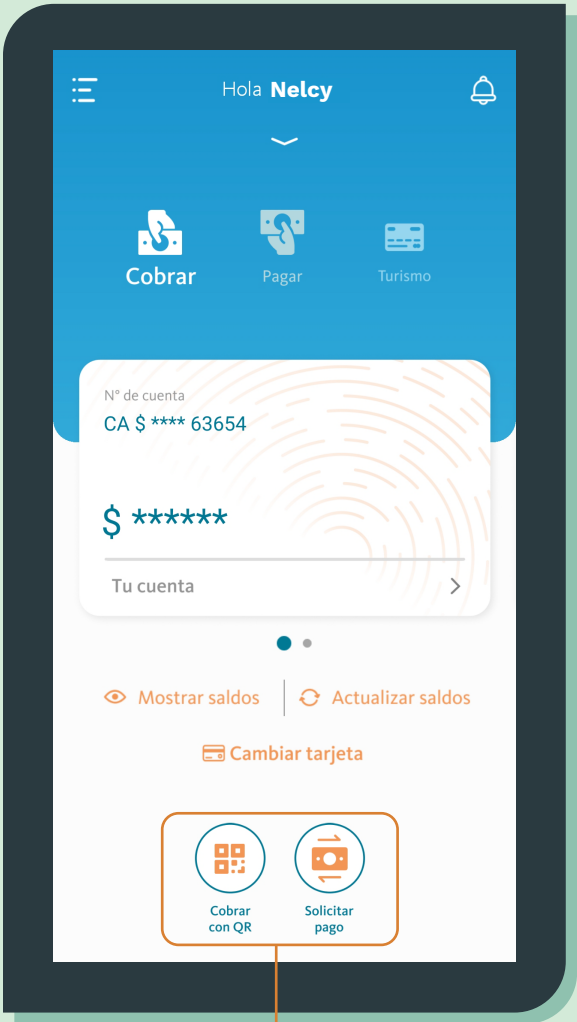 Hola Nelcy
Cobrar
Pagar
Turismo
N° de cuenta
CA $ **** 63654
$ ******
Tu cuenta
Mostrar saldos
Actualizar saldos
Cambiar tarjeta
Cobrar
con QR
Solicitar
pago